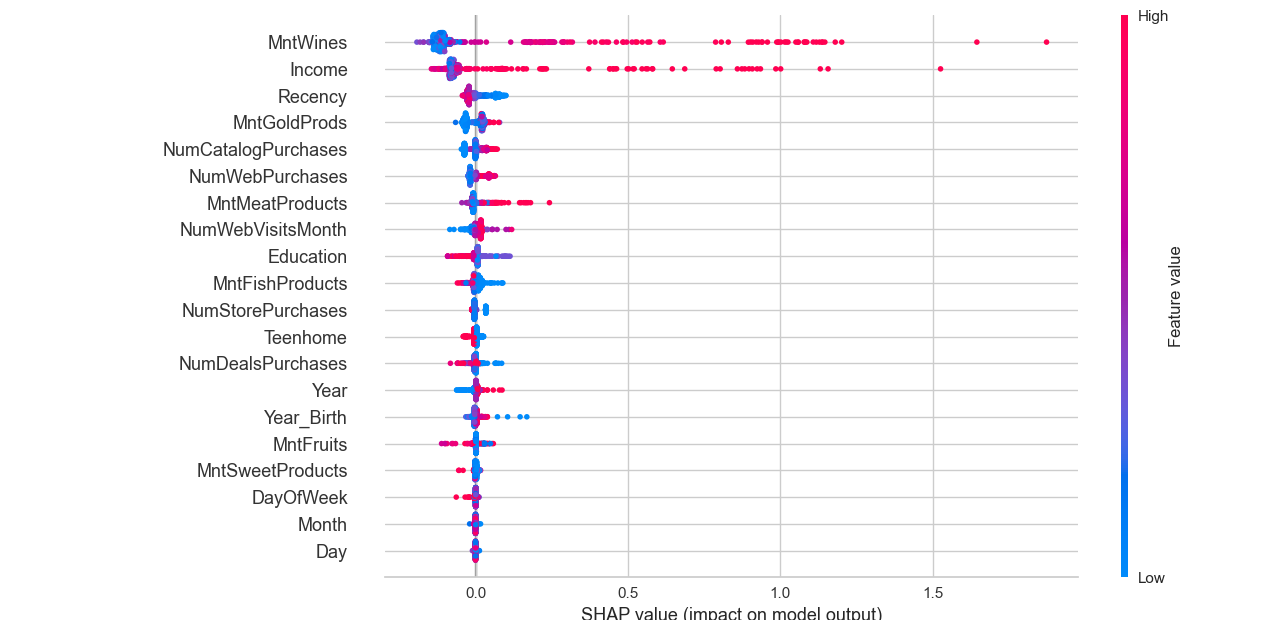 High
MntWines
Income
Recency
MntGoldProds
NumCatalogPurchases
NumWebPurchases
MntMeatProducts
NumWebVisitsMonth
Education
MntFishProducts
NumStorePurchases
Teenhome
NumDealsPurchases
Year
Year_Birth
MntFruits
MntSweetProducts
DayOfWeek
Month
Day
Feature value
Low
0.0 0.5 1.0 1.5
SHAP value (impact on model output)